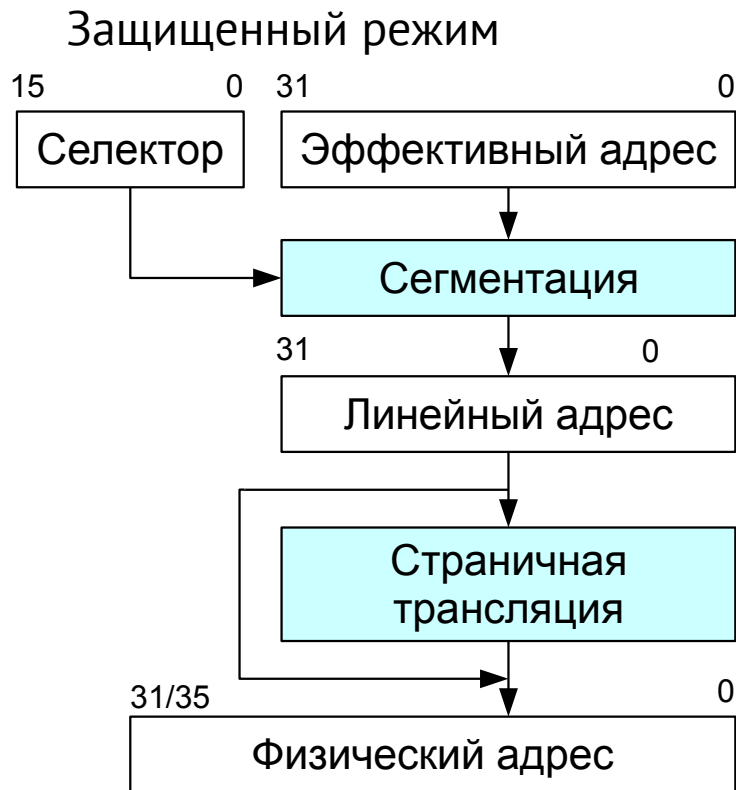 Защищенный режим
15 0 31 0
Селектор Эффективный адрес
Сегментация
31 0
Линейный адрес
Страничная
трансляция
31/35 0
Физический адрес